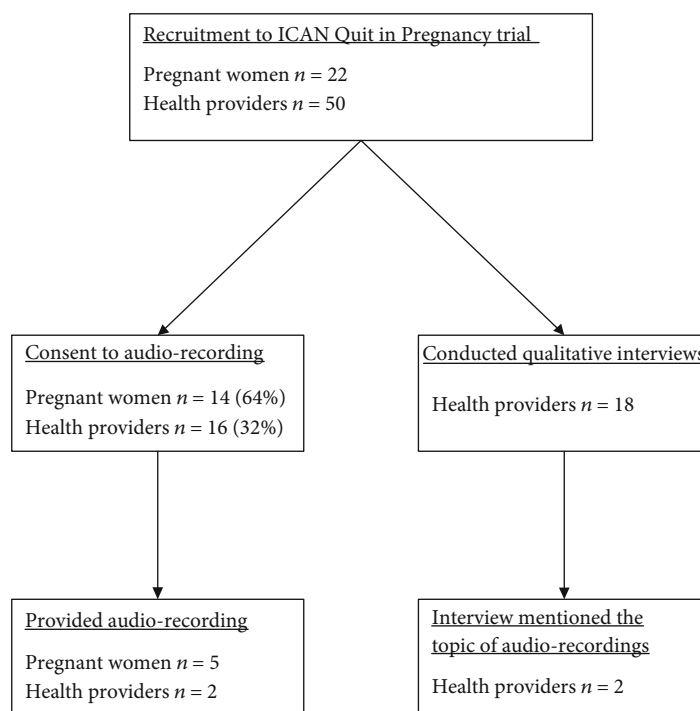 Recruitment to ICAN Quit in Pregnancy trial
Pregnant women n = 22
Health providers n = 50
Consent to audio-recording
Pregnant women n = 14 (64%)
Health providers n = 16 (32%)
Conducted qualitative interviews
Health providers n = 18
Provided audio-recording
Pregnant women n = 5
Health providers n = 2
Interview mentioned the
topic of audio-recordings
Health providers n = 2